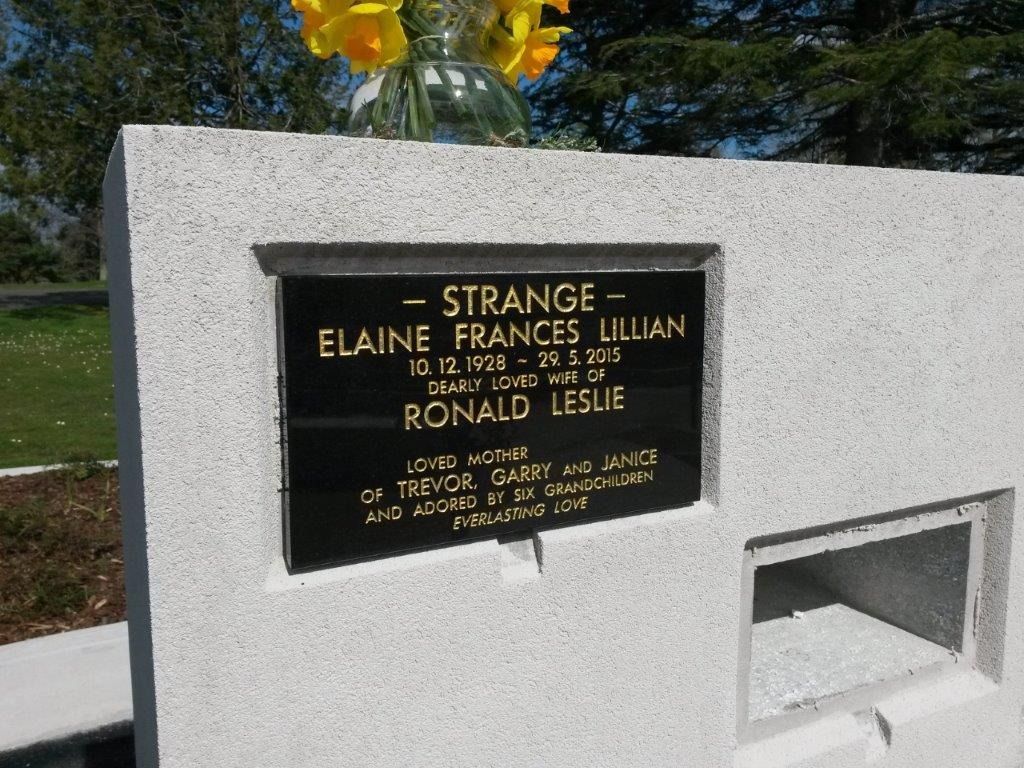 – STRANGE –
ELAINE FRANCES LILLIAN
10. 12. 1928 ~ 29. 5. 2015
DEARLY LOVED WIFE OF
RONALD LESLIE
LOVED MOTHER
OF TREVOR, GARRY AND JANICE
AND ADORED BY SIX GRANDCHILDREN
EVERLASTING LOVE